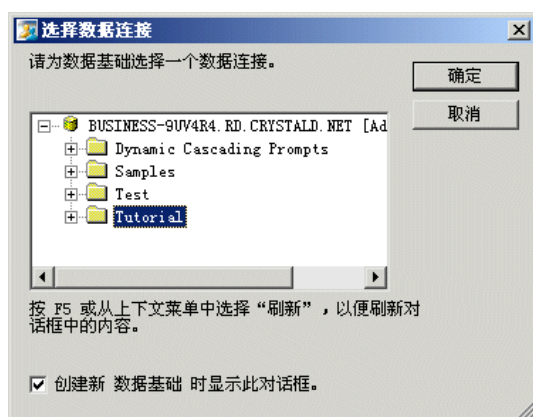 选择数据连接
请为数据基础选择一个数据连接。
确定
取消
BUSINESS-9UV4R4.RD.CRYSTALD.NET [Ad
Dynamic Cascading Prompts
Samples
Test
Tutorial
按 F5 或从上下文菜单中选择“刷新”，以便刷新对
话框中的内容。
创建新 数据基础 时显示此对话框。